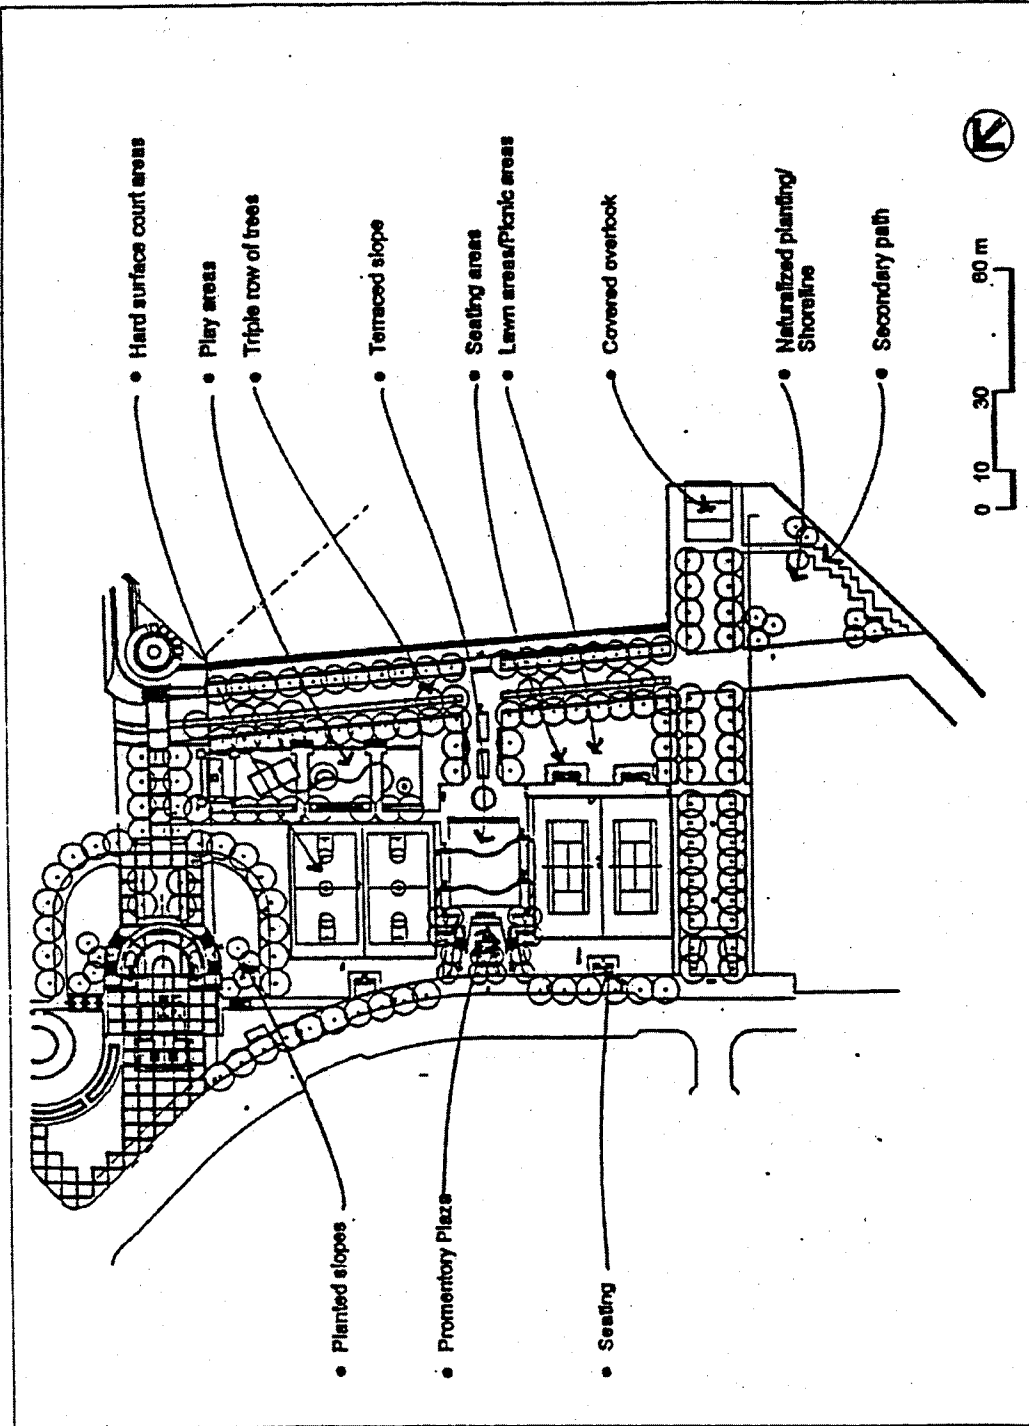 Hard surface court areas
Play areas
Triple row of trees
Terraced slope
Seating areas
Lawn areas/Picnic areas
Covered overlook
Naturalized planting/
Shoreline
Secondary path
Planted slopes
Promentory Plaza
Seating
0 10 30 60 m